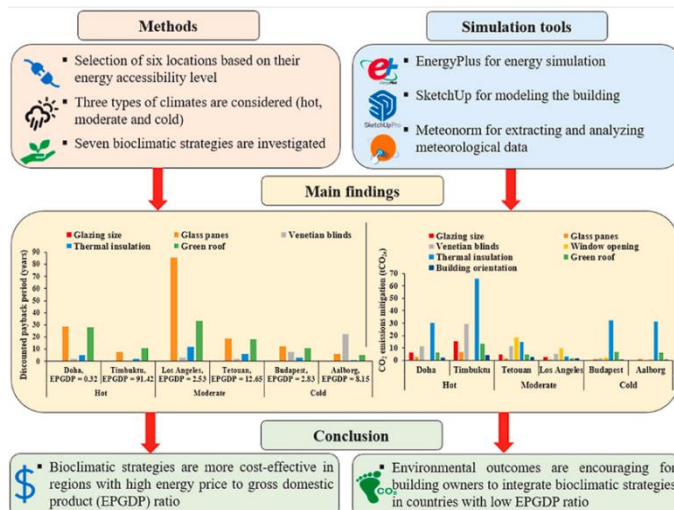 Methods
Selection of six locations based on their
energy accessibility level
Three types of climates are considered (hot,
moderate and cold)
Seven bioclimatic strategies are investigated
Simulation tools
EnergyPlus for energy simulation
SketchUp for modeling the building
SketchUp Pro
Meteonorm for extracting and analyzing
meteorological data
Main findings
Glazing size
Glass panes
Venetian blinds
Thermal insulation
Green roof
Discounted payback period (years)
90
80
70
60
50
40
30
20
10
0
Doha,
EPGDP = 0.32
Timbuktu,
EPGDP = 91.42
Los Angeles,
EPGDP = 2.53
Tetouan,
EPGDP = 12.65
Budapest,
EPGDP = 2.83
Aalborg,
EPGDP = 8.15
Hot
Moderate
Cold
Glazing size
Glass panes
Venetian blinds
Window opening
Thermal insulation
Green roof
Building orientation
CO₂ emissions mitigation (tCO₂ₑ)
80
70
60
50
40
30
20
10
0
Doha
Timbuktu
Tetouan
Los Angeles
Budapest
Aalborg
Hot
Moderate
Cold
Conclusion
Bioclimatic strategies are more cost-effective in
regions with high energy price to gross domestic
product (EPGDP) ratio
CO₂
Environmental outcomes are encouraging for
building owners to integrate bioclimatic strategies
in countries with low EPGDP ratio